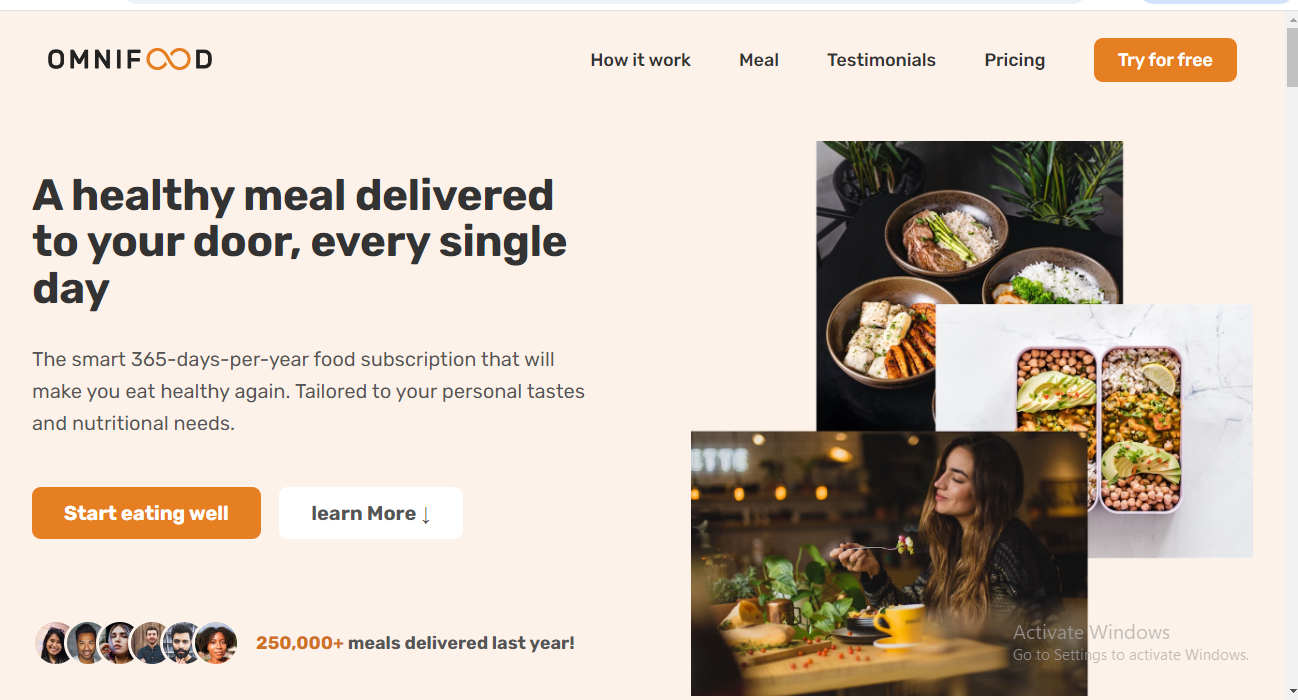 OMNIFOOD
How it work Meal Testimonials Pricing Try for free
A healthy meal delivered
to your door, every single
day
The smart 365-days-per-year food subscription that will
make you eat healthy again. Tailored to your personal tastes
and nutritional needs.
Start eating well learn More ↓
250,000+ meals delivered last year!
Activate Windows
Go to Settings to activate Windows.